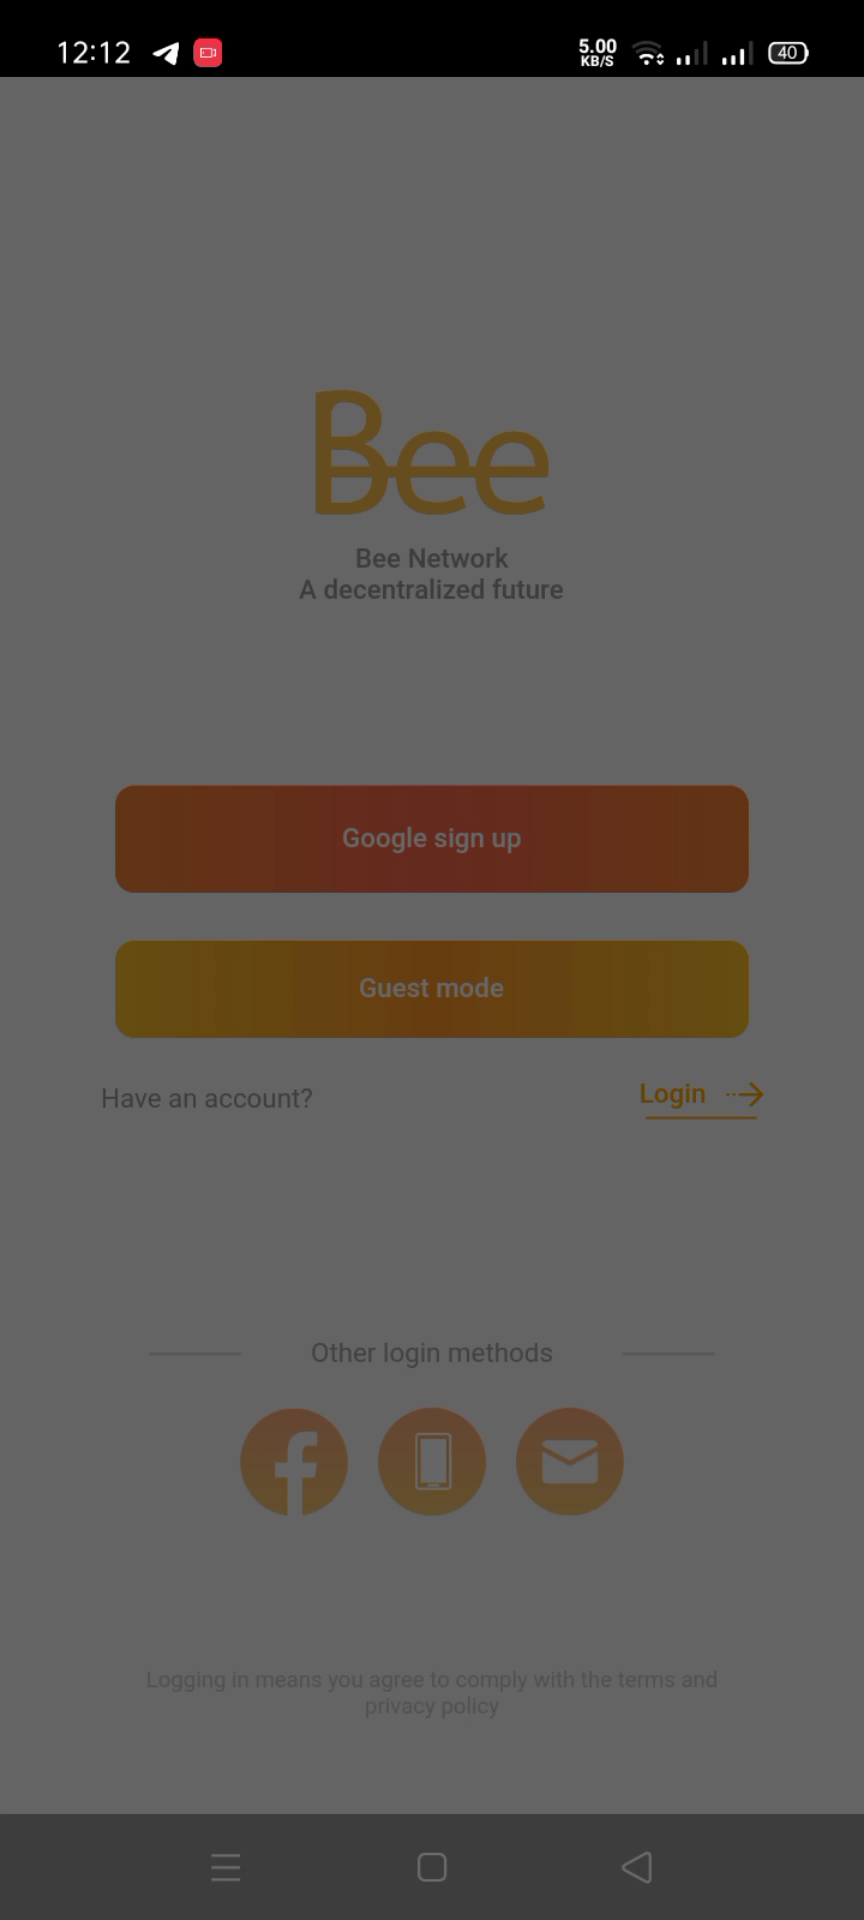 12:12
5.00
KB/S
40
Bee
Bee Network
A decentralized future
Google sign up
Guest mode
Have an account?
Login
Other login methods
Logging in means you agree to comply with the terms and
privacy policy